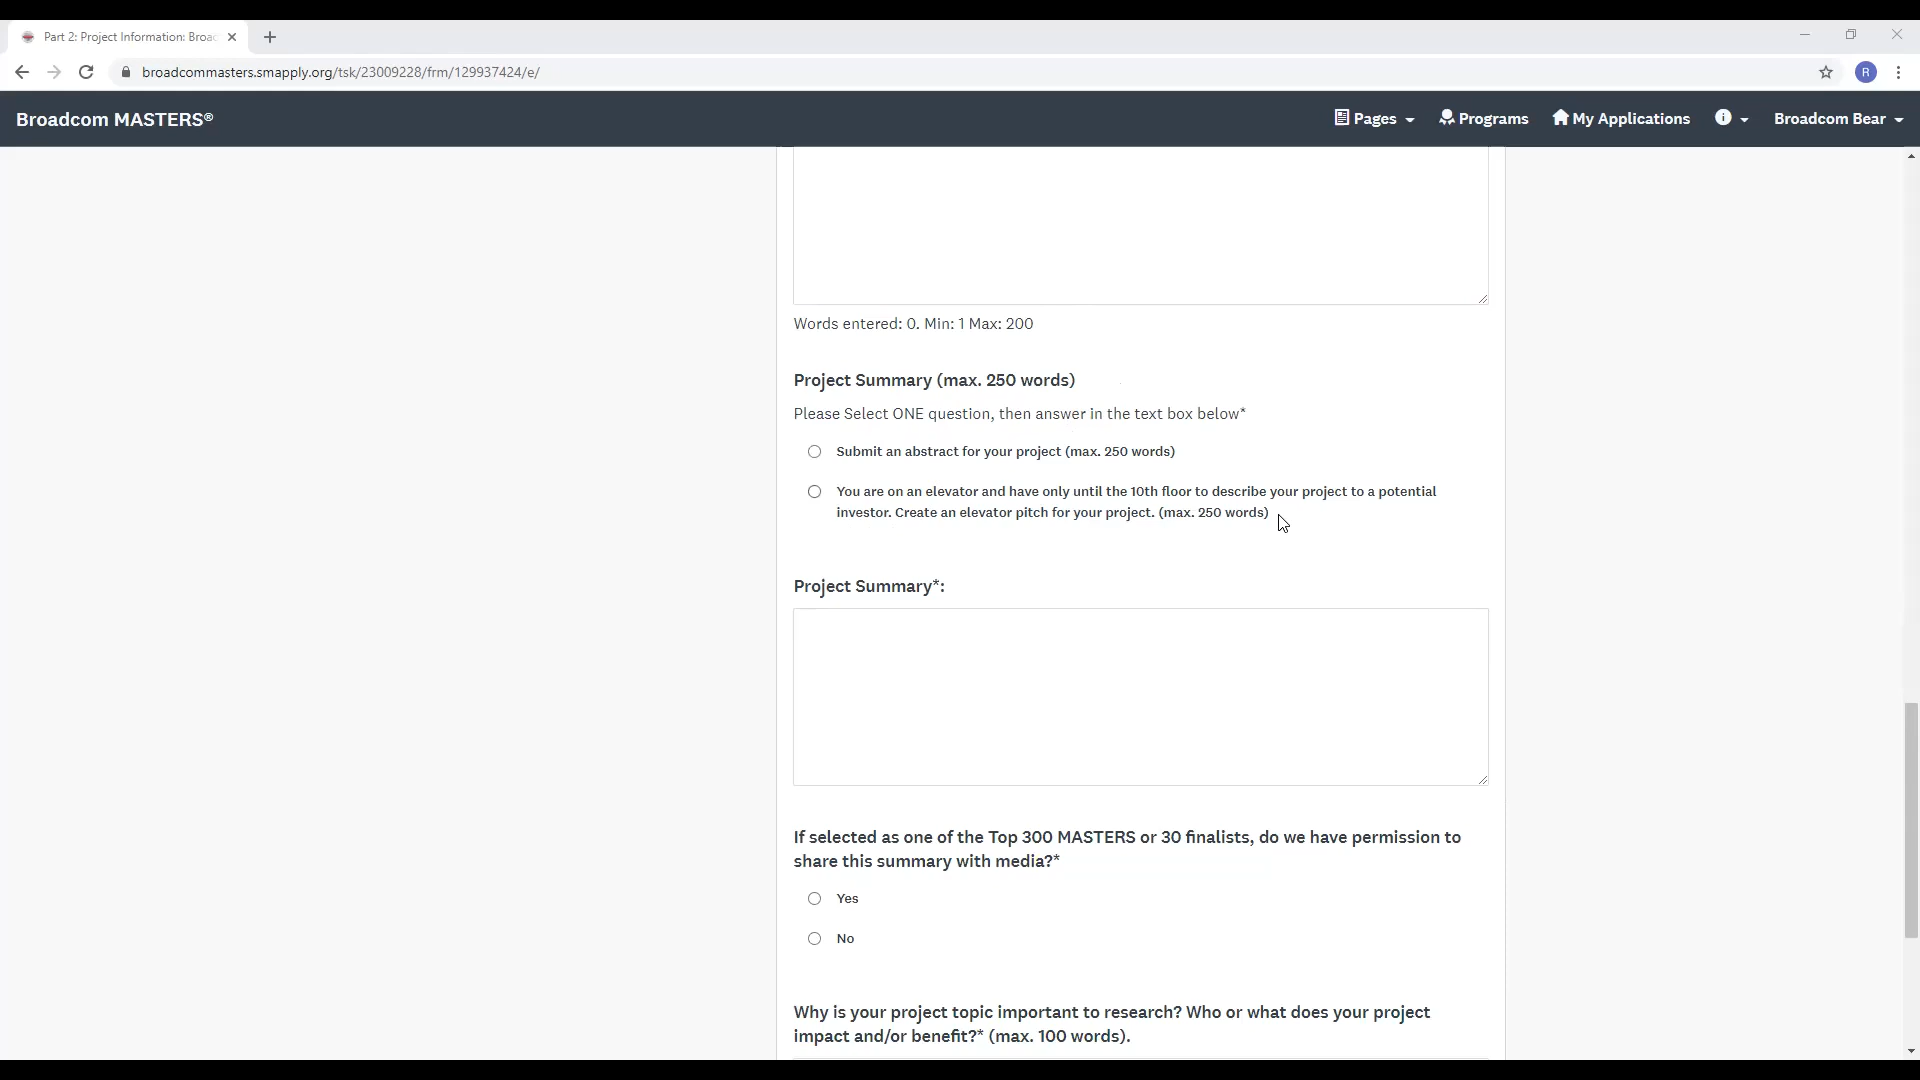 Part 2: Project Information: Broad
broadcommasters.smapply.org/tsk/23009228/frm/129937424/e/
R
Broadcom MASTERS®
Pages
Programs
My Applications
Broadcom Bear
Words entered: 0. Min: 1 Max: 200
Project Summary (max. 250 words)
Please Select ONE question, then answer in the text box below*
Submit an abstract for your project (max. 250 words)
You are on an elevator and have only until the 10th floor to describe your project to a potential
investor. Create an elevator pitch for your project. (max. 250 words)
Project Summary*:
If selected as one of the Top 300 MASTERS or 30 finalists, do we have permission to
share this summary with media?*
Yes
No
Why is your project topic important to research? Who or what does your project
impact and/or benefit?* (max. 100 words).